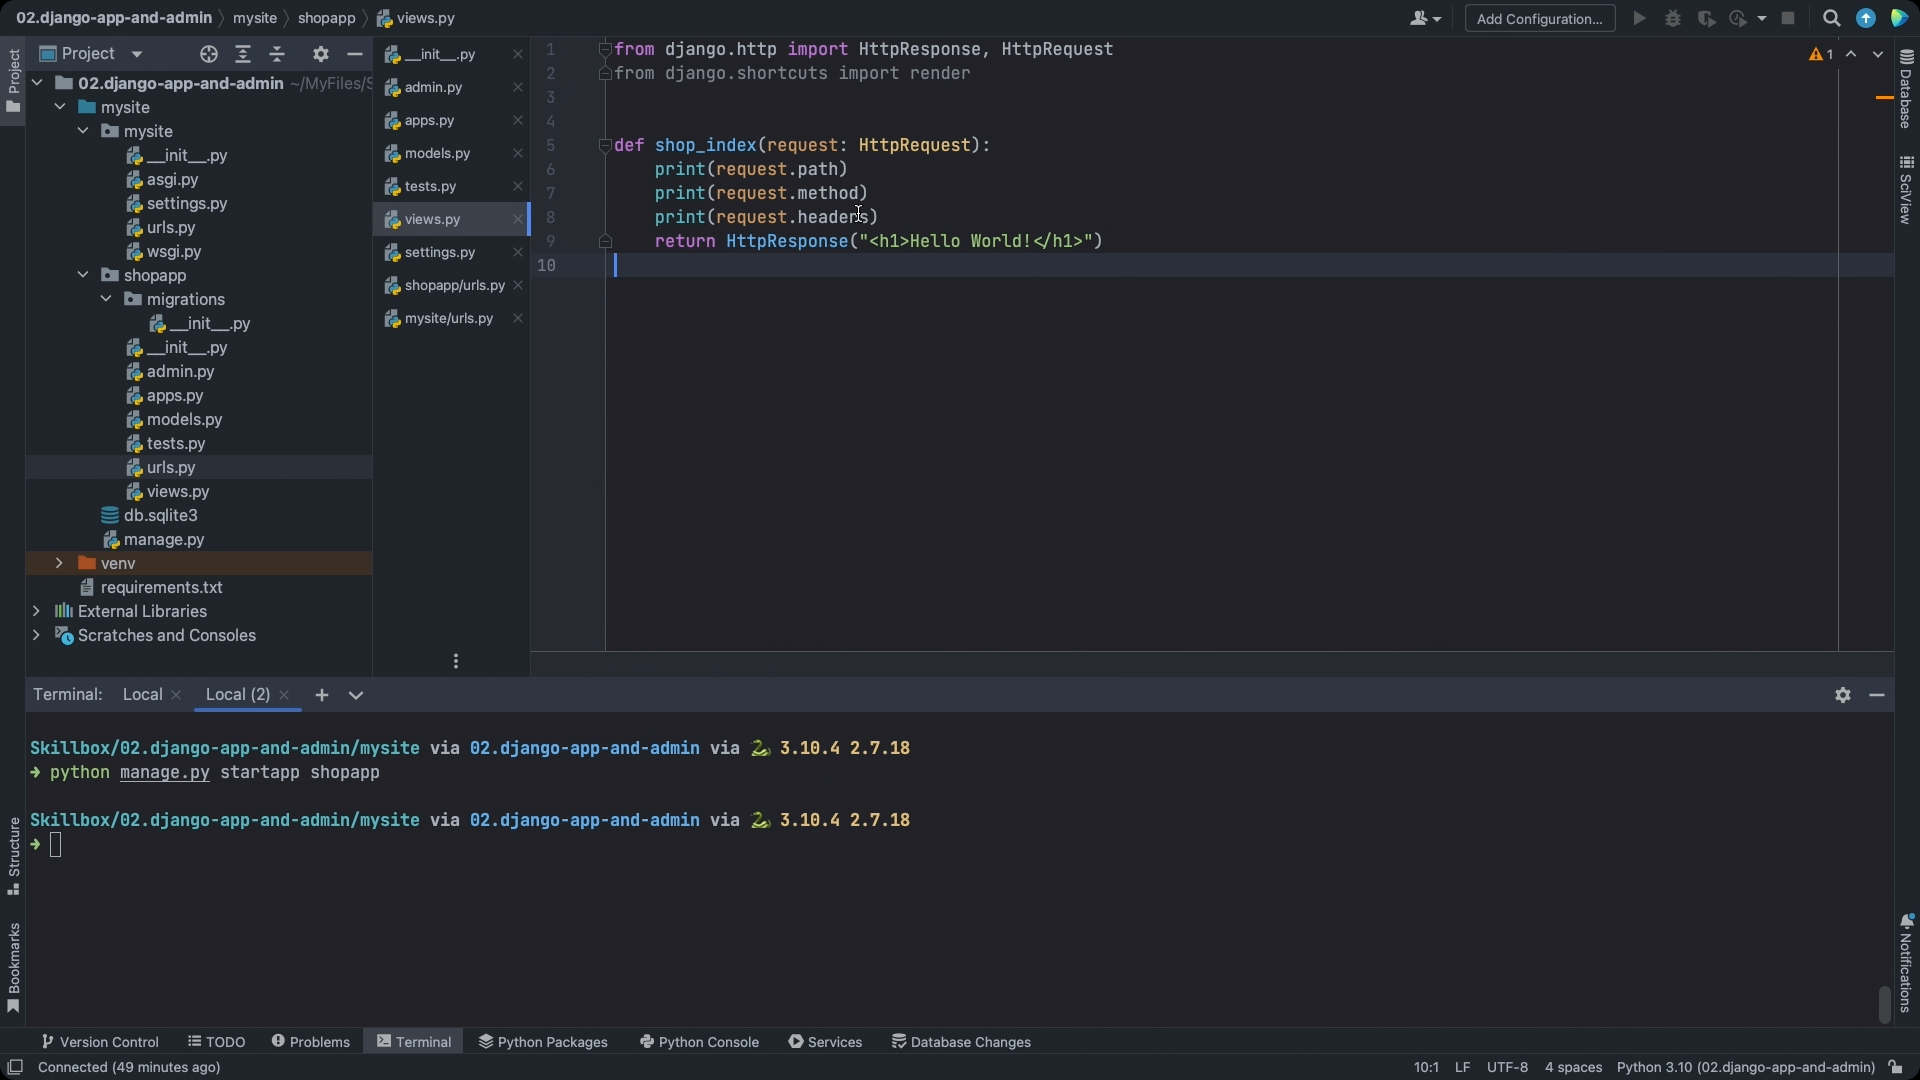 02.django-app-and-admin mysite shopapp views.py
Add Configuration...
Project
Project
02.django-app-and-admin ~/MyFiles/S
mysite
mysite
__init__.py
asgi.py
settings.py
urls.py
wsgi.py
shopapp
migrations
__init__.py
__init__.py
admin.py
apps.py
models.py
tests.py
urls.py
views.py
db.sqlite3
manage.py
venv
requirements.txt
External Libraries
Scratches and Consoles
__init__.py
admin.py
apps.py
models.py
tests.py
views.py
settings.py
shopapp/urls.py
mysite/urls.py
1 from django.http import HttpResponse, HttpRequest
2 from django.shortcuts import render
3
4
5 def shop_index(request: HttpRequest):
6 print(request.path)
7 print(request.method)
8 print(request.headers)
9 return HttpResponse("<h1>Hello World!</h1>")
10
1
Database
SciView
Notifications
Structure
Bookmarks
Terminal: Local Local (2)
Skillbox/02.django-app-and-admin/mysite via 02.django-app-and-admin via 🐍 3.10.4 2.7.18
➜ python manage.py startapp shopapp
Skillbox/02.django-app-and-admin/mysite via 02.django-app-and-admin via 🐍 3.10.4 2.7.18
➜
Version Control TODO Problems Terminal Python Packages Python Console Services Database Changes
Connected (49 minutes ago) 10:1 LF UTF-8 4 spaces Python 3.10 (02.django-app-and-admin)